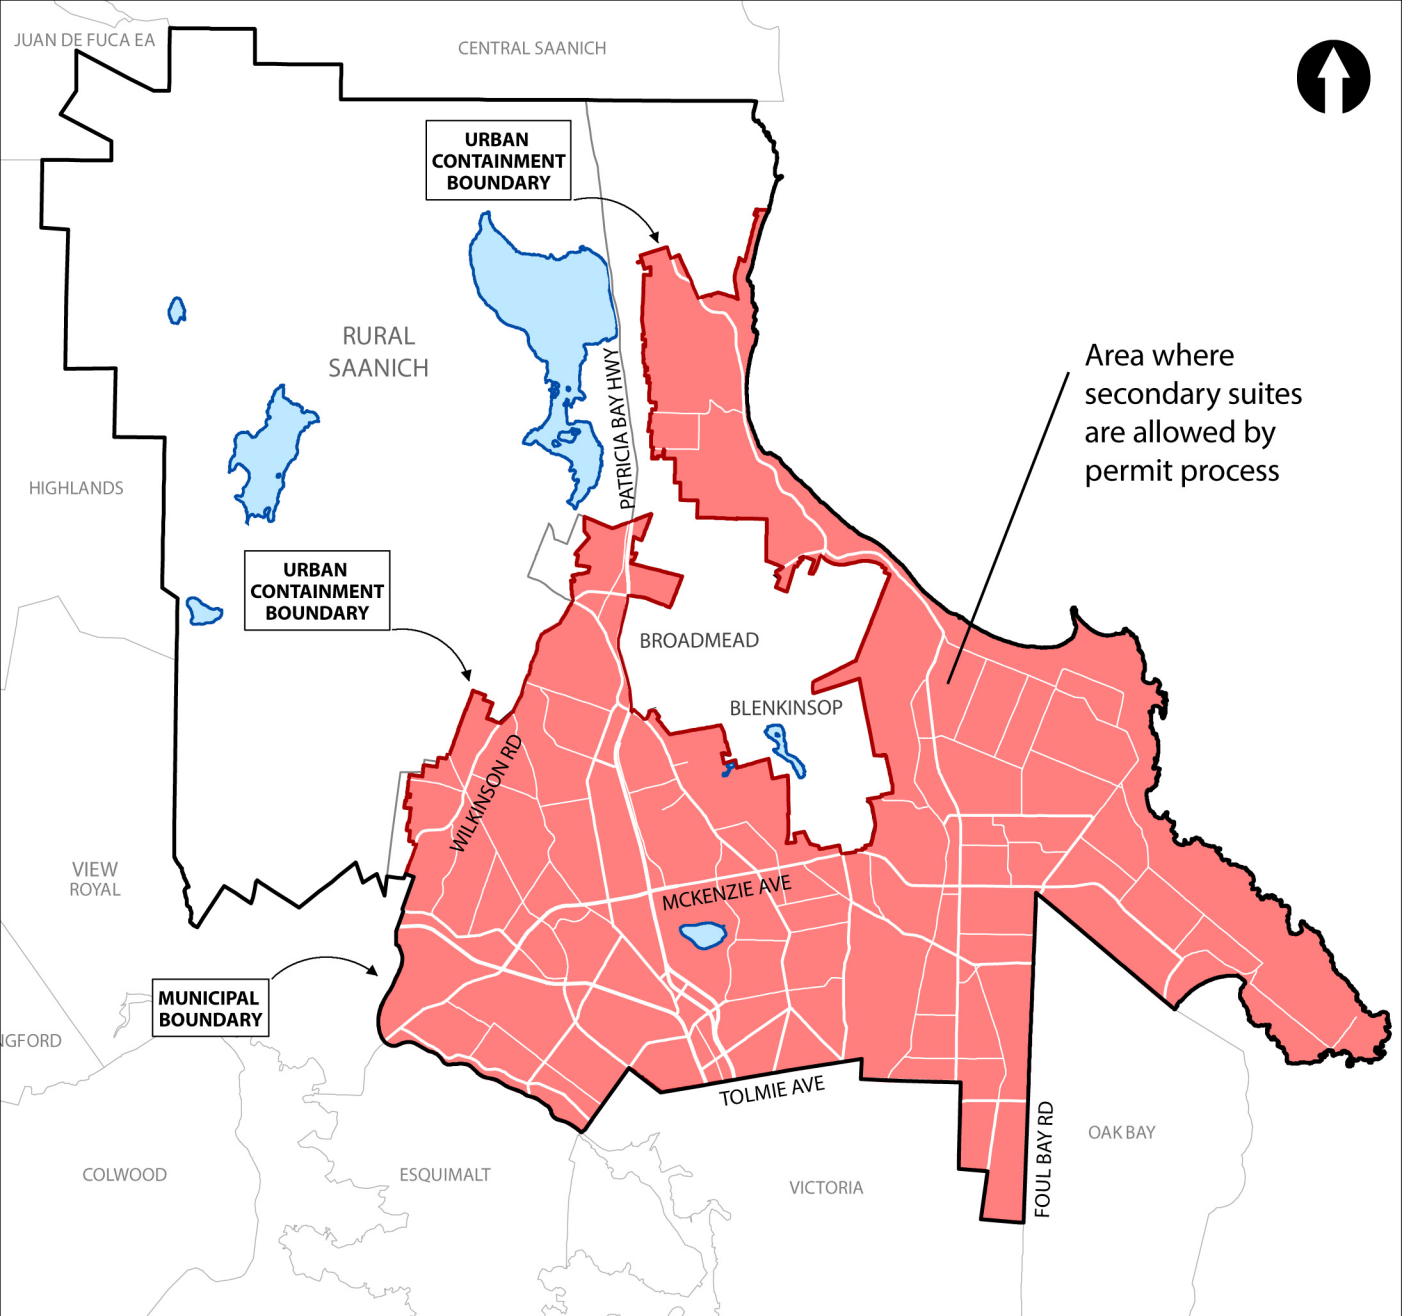 JUAN DE FUCA EA
CENTRAL SAANICH
URBAN
CONTAINMENT
BOUNDARY
RURAL
SAANICH
PATRICIA BAY HWY
Area where
secondary suites
are allowed by
permit process
HIGHLANDS
URBAN
CONTAINMENT
BOUNDARY
BROADMEAD
BLENKINSOP
WILKINSON RD
VIEW
ROYAL
MCKENZIE AVE
MUNICIPAL
BOUNDARY
NGFORD
TOLMIE AVE
FOUL BAY RD
OAK BAY
COLWOOD
ESQUIMALT
VICTORIA